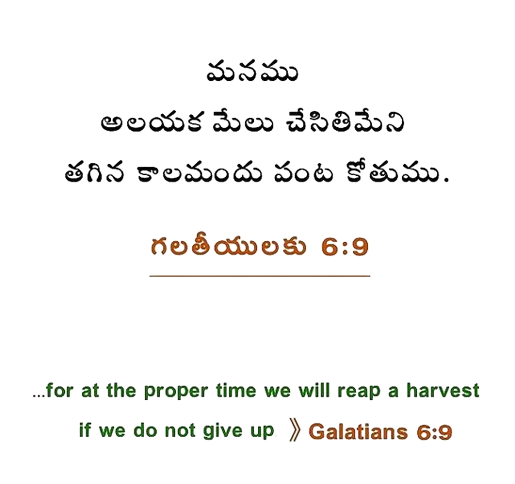 మనము
అలయక మేలు చేసితిమేని
తగిన కాలమందు పంట కోతుము.
గలతీయులకు 6:9
...for at the proper time we will reap a harvest
if we do not give up 》Galatians 6:9